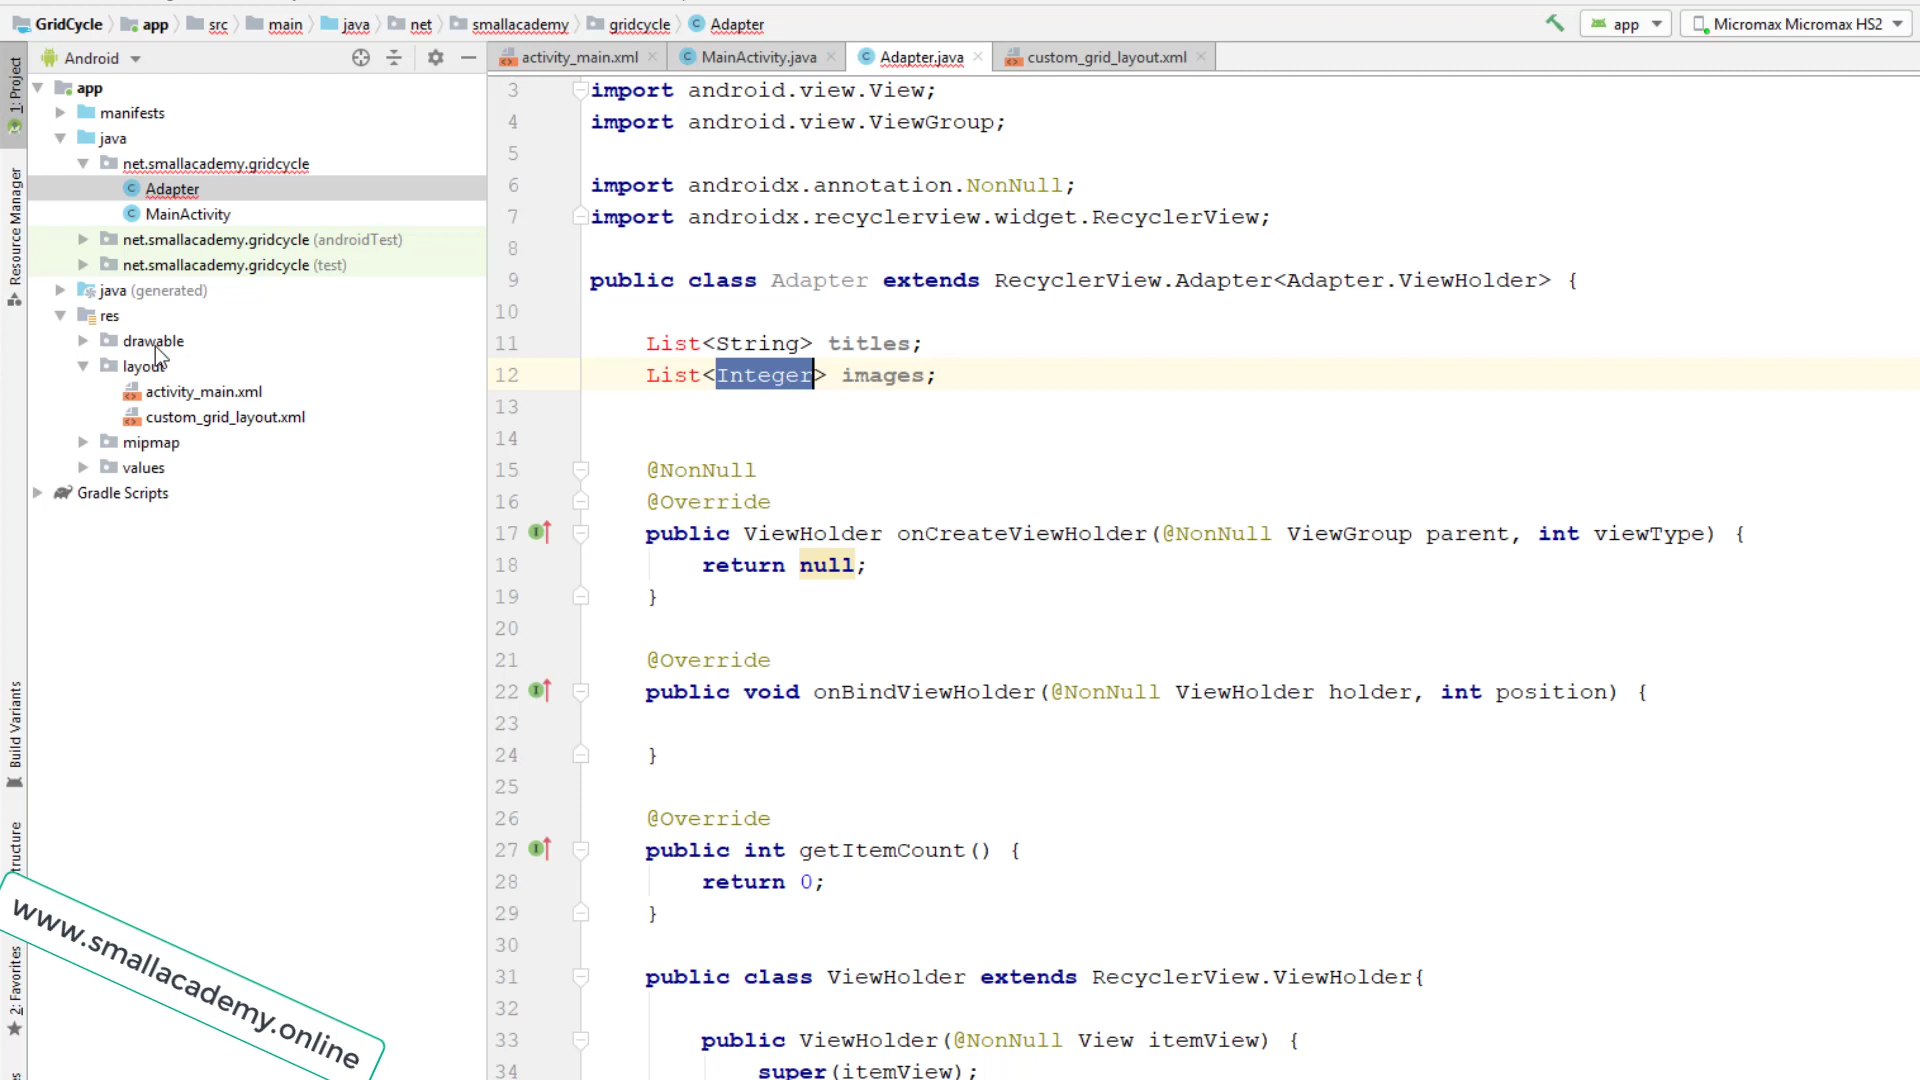 GridCycle app src main java net smallacademy gridcycle Adapter app Micromax Micromax HS2
Android activity_main.xml MainActivity.java Adapter.java custom_grid_layout.xml
1: Project
Resource Manager
Build Variants
2: Favorites
app
manifests
java
net.smallacademy.gridcycle
Adapter
MainActivity
net.smallacademy.gridcycle (androidTest)
net.smallacademy.gridcycle (test)
java (generated)
res
drawable
layout
activity_main.xml
custom_grid_layout.xml
mipmap
values
Gradle Scripts
3 import android.view.View;
4 import android.view.ViewGroup;
5
6 import androidx.annotation.NonNull;
7 import androidx.recyclerview.widget.RecyclerView;
8
9 public class Adapter extends RecyclerView.Adapter<Adapter.ViewHolder> {
10
11 List<String> titles;
12 List<Integer> images;
13
14
15 @NonNull
16 @Override
17 public ViewHolder onCreateViewHolder(@NonNull ViewGroup parent, int viewType) {
18 return null;
19 }
20
21 @Override
22 public void onBindViewHolder(@NonNull ViewHolder holder, int position) {
23
24 }
25
26 @Override
27 public int getItemCount() {
28 return 0;
29 }
30
31 public class ViewHolder extends RecyclerView.ViewHolder{
32
33 public ViewHolder(@NonNull View itemView) {
34 super(itemView);
www.smallacademy.online